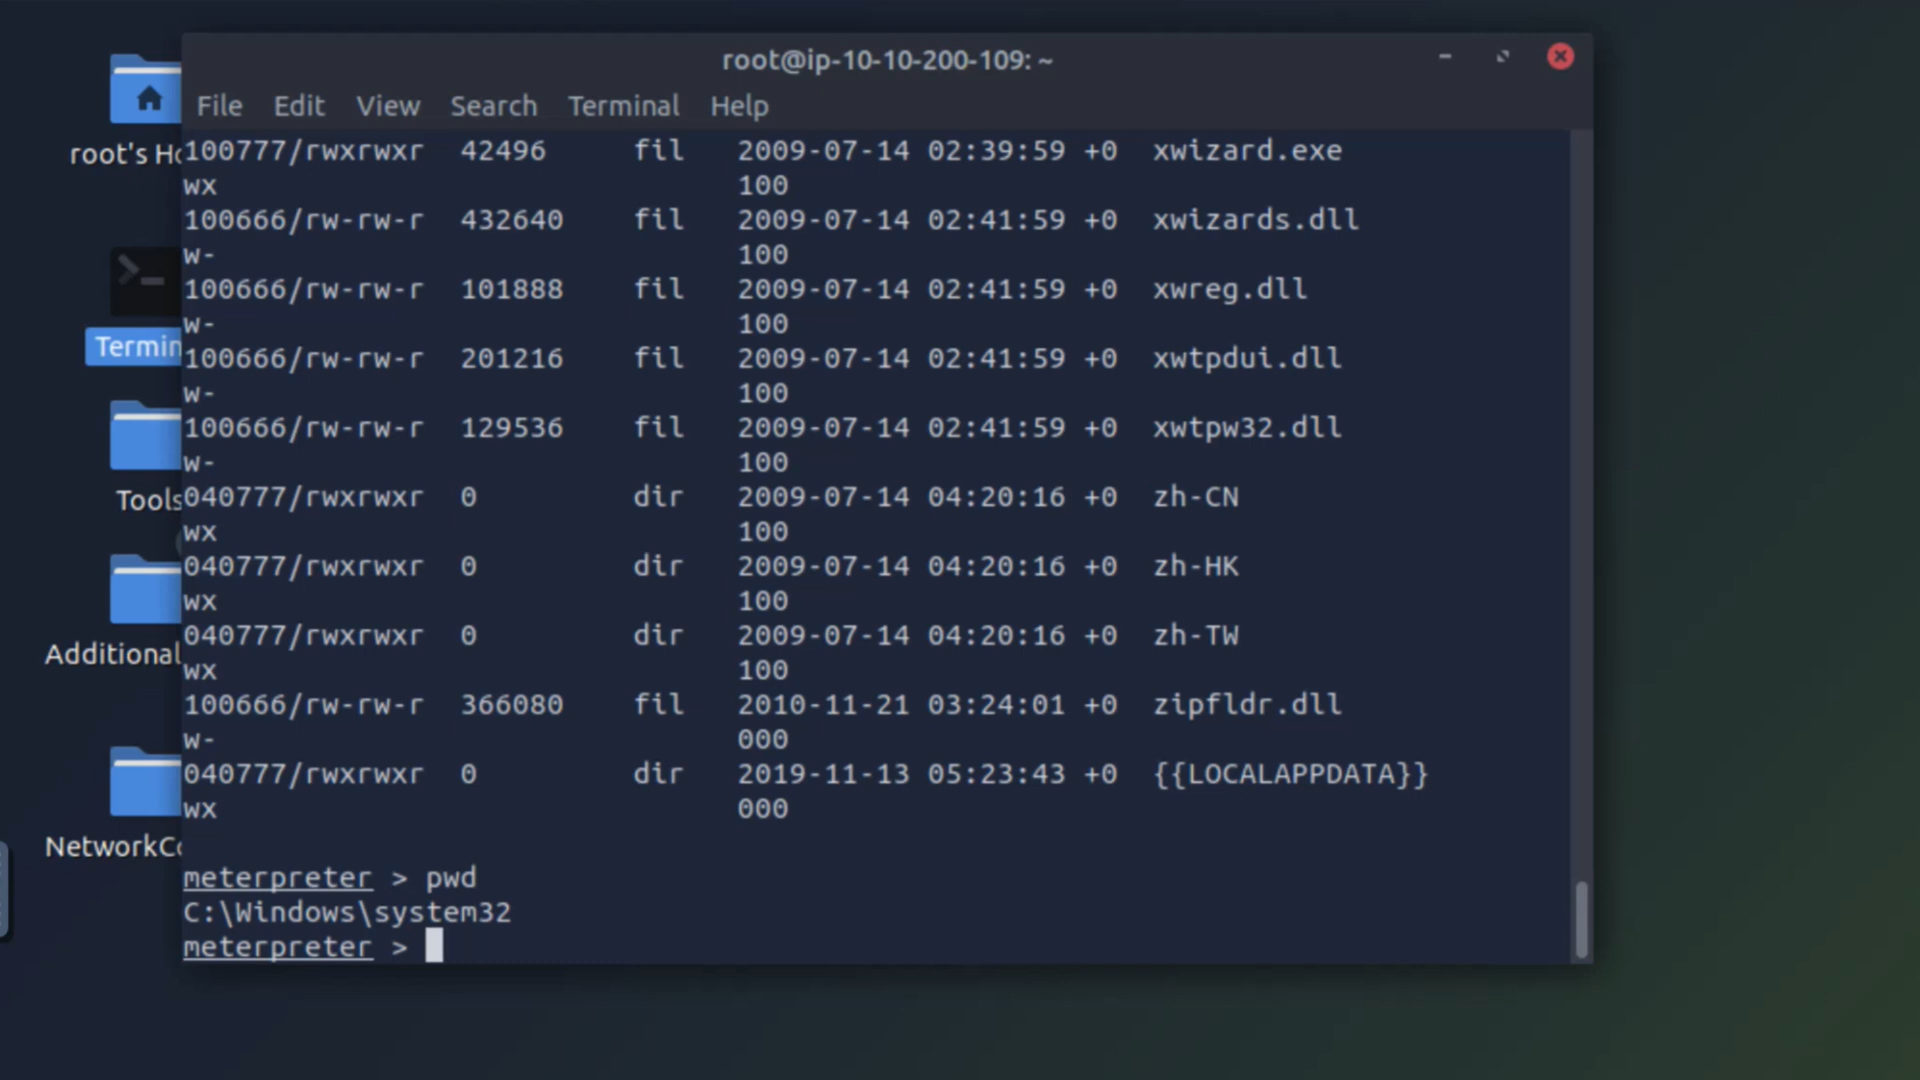 root@ip-10-10-200-109: ~
File Edit View Search Terminal Help
100777/rwxrwxr 42496 fil 2009-07-14 02:39:59 +0 xwizard.exe
wx 100
100666/rw-rw-r 432640 fil 2009-07-14 02:41:59 +0 xwizards.dll
w- 100
100666/rw-rw-r 101888 fil 2009-07-14 02:41:59 +0 xwreg.dll
w- 100
100666/rw-rw-r 201216 fil 2009-07-14 02:41:59 +0 xwtpdui.dll
w- 100
100666/rw-rw-r 129536 fil 2009-07-14 02:41:59 +0 xwtpw32.dll
w- 100
040777/rwxrwxr 0 dir 2009-07-14 04:20:16 +0 zh-CN
wx 100
040777/rwxrwxr 0 dir 2009-07-14 04:20:16 +0 zh-HK
wx 100
040777/rwxrwxr 0 dir 2009-07-14 04:20:16 +0 zh-TW
wx 100
100666/rw-rw-r 366080 fil 2010-11-21 03:24:01 +0 zipfldr.dll
w- 000
040777/rwxrwxr 0 dir 2019-11-13 05:23:43 +0 {{LOCALAPPDATA}}
wx 000
meterpreter > pwd
C:\Windows\system32
meterpreter >
root's
Termin
Tools
Additional
NetworkC